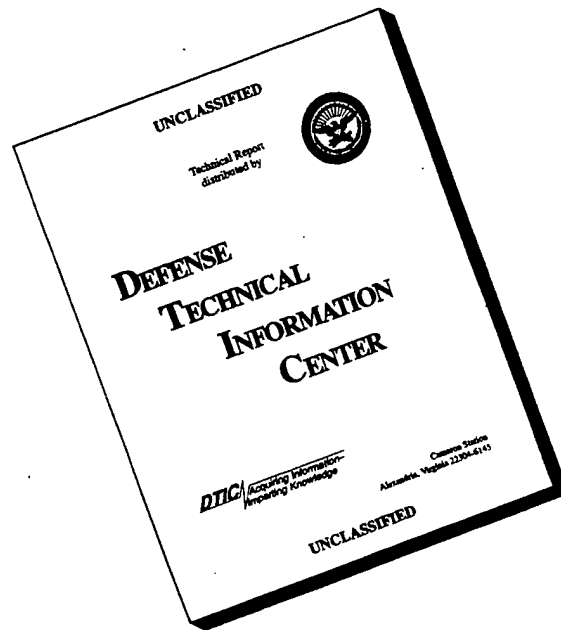 UNCLASSIFIED
Technical Report
distributed by
DEFENSE
TECHNICAL
INFORMATION
CENTER
DTIC Acquiring Information–
Imparting Knowledge
Cameron Station
Alexandria, Virginia 22304-6145
UNCLASSIFIED